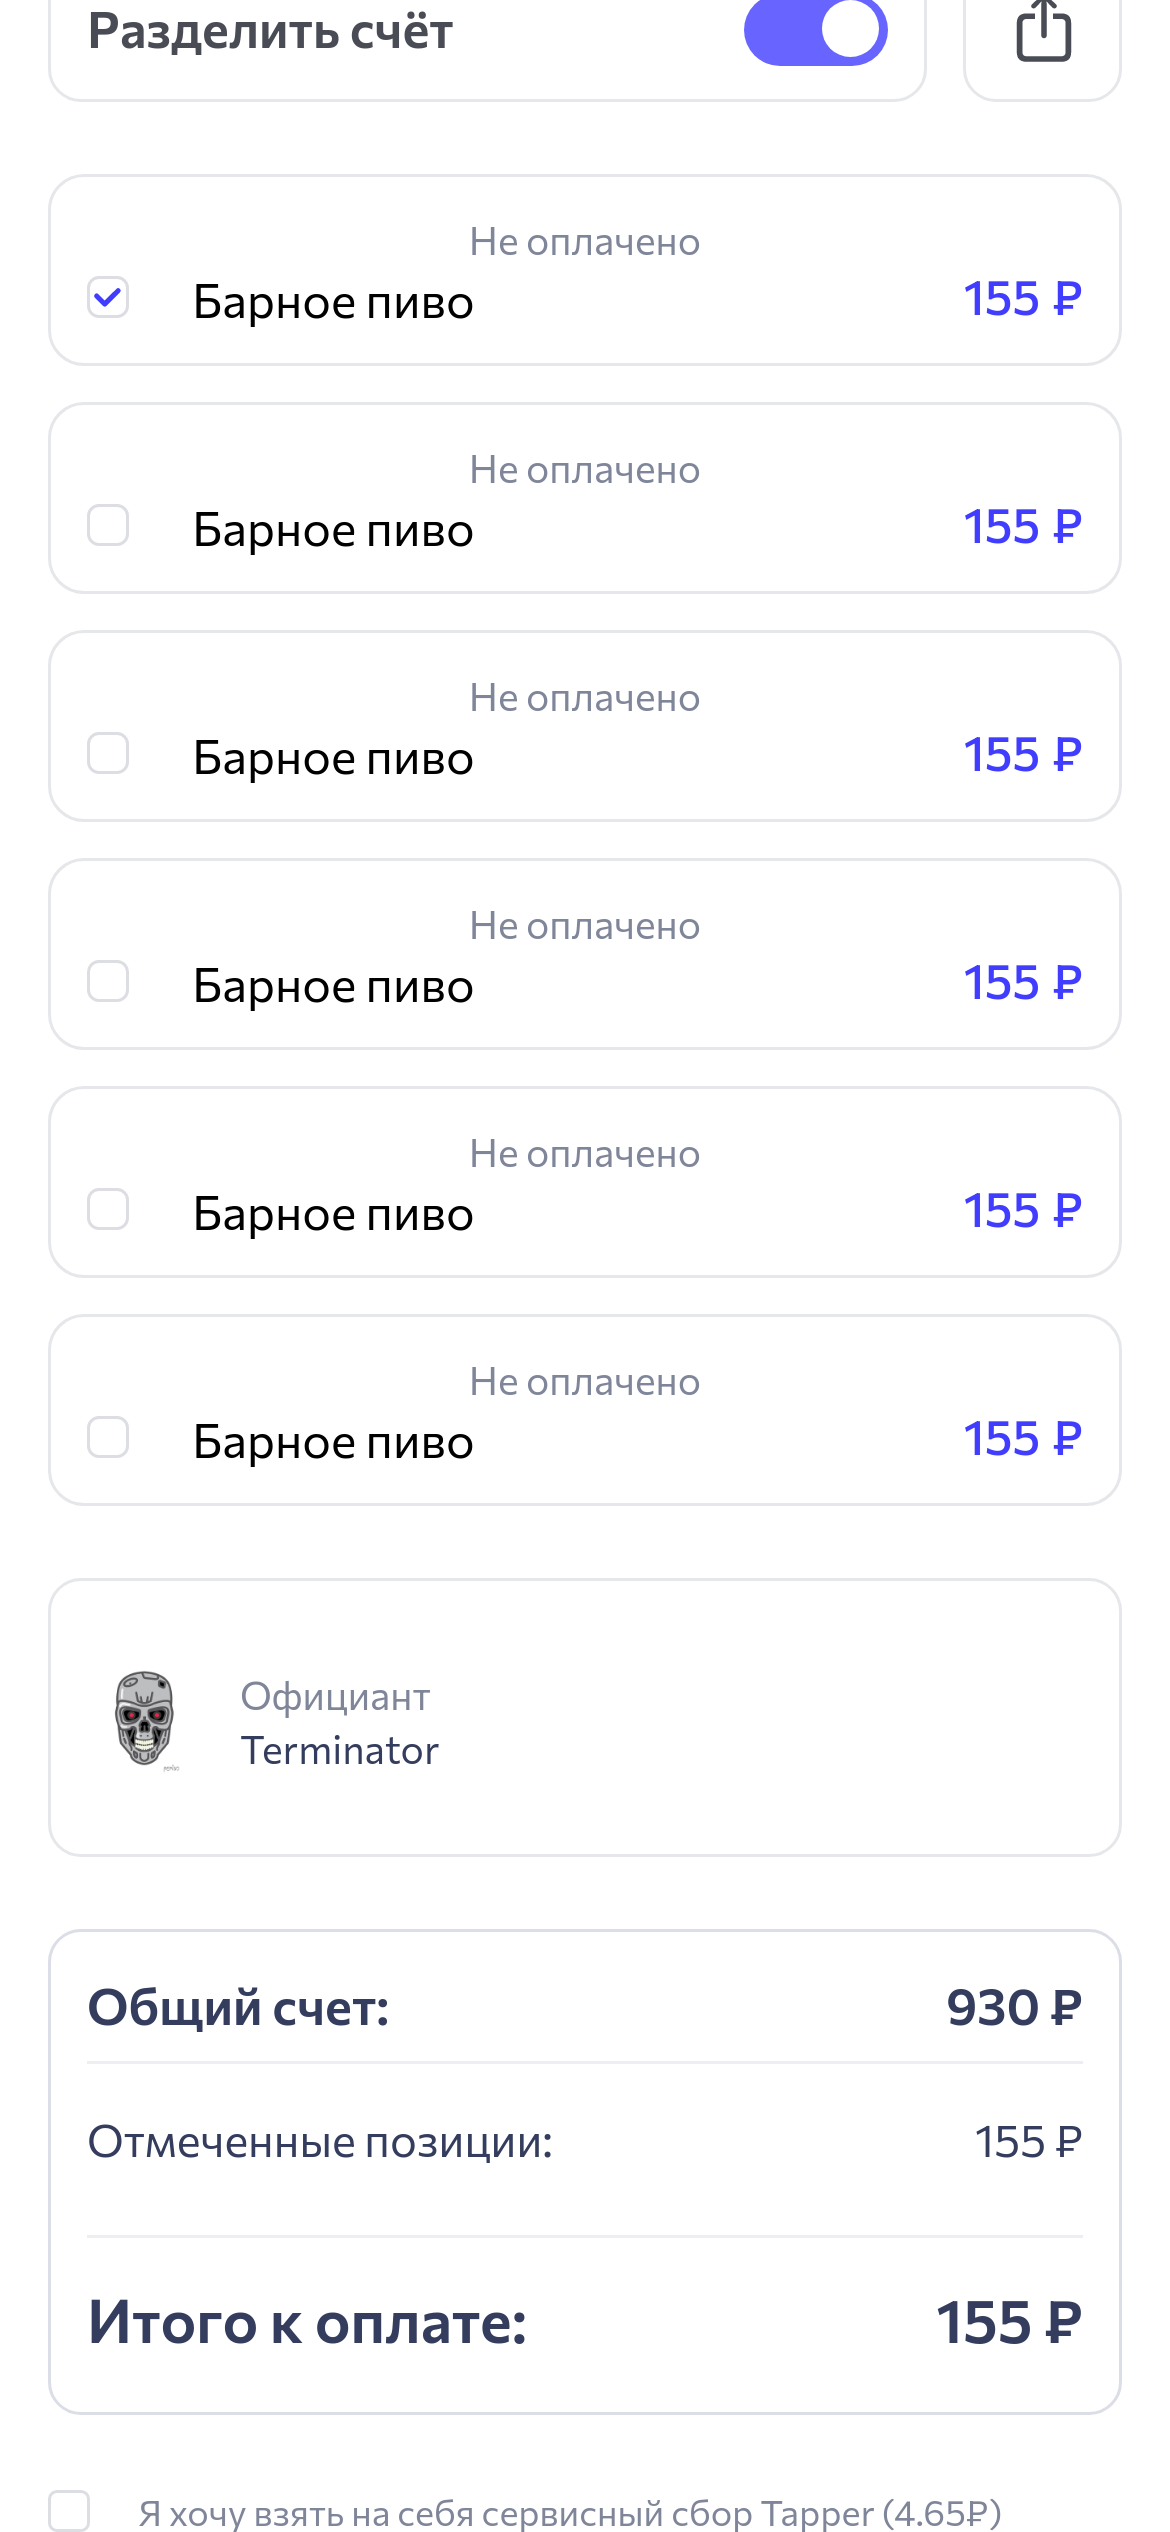 Разделить счёт
Не оплачено
Барное пиво 155 ₽
Не оплачено
Барное пиво 155 ₽
Не оплачено
Барное пиво 155 ₽
Не оплачено
Барное пиво 155 ₽
Не оплачено
Барное пиво 155 ₽
Не оплачено
Барное пиво 155 ₽
Официант
Terminator
Общий счет: 930 ₽
Отмеченные позиции: 155 ₽
Итого к оплате: 155 ₽
Я хочу взять на себя сервисный сбор Tapper (4.65₽)